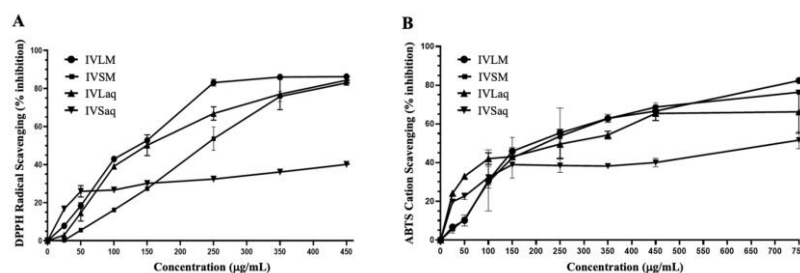 A
DPPH Radical Scavenging (% inhibition)
100
80
60
40
20
0
IVLM
IVSM
IVLaq
IVSaq
0 50 100 150 200 250 300 350 400 450
Concentration (µg/mL)
B
ABTS Cation Scavenging (% inhibition)
100
80
60
40
20
0
IVLM
IVSM
IVLaq
IVSaq
0 50 100 150 200 250 300 350 400 450 500 550 600 650 700 750
Concentration (µg/mL)